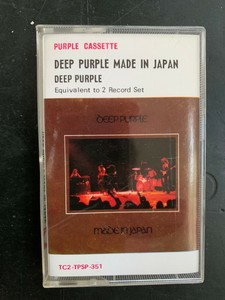 PURPLE CASSETTE
DEEP PURPLE MADE IN JAPAN
DEEP PURPLE
Equivalent to 2 Record Set
DEEP PURPLE
made in japan
TC2-TPSP-351